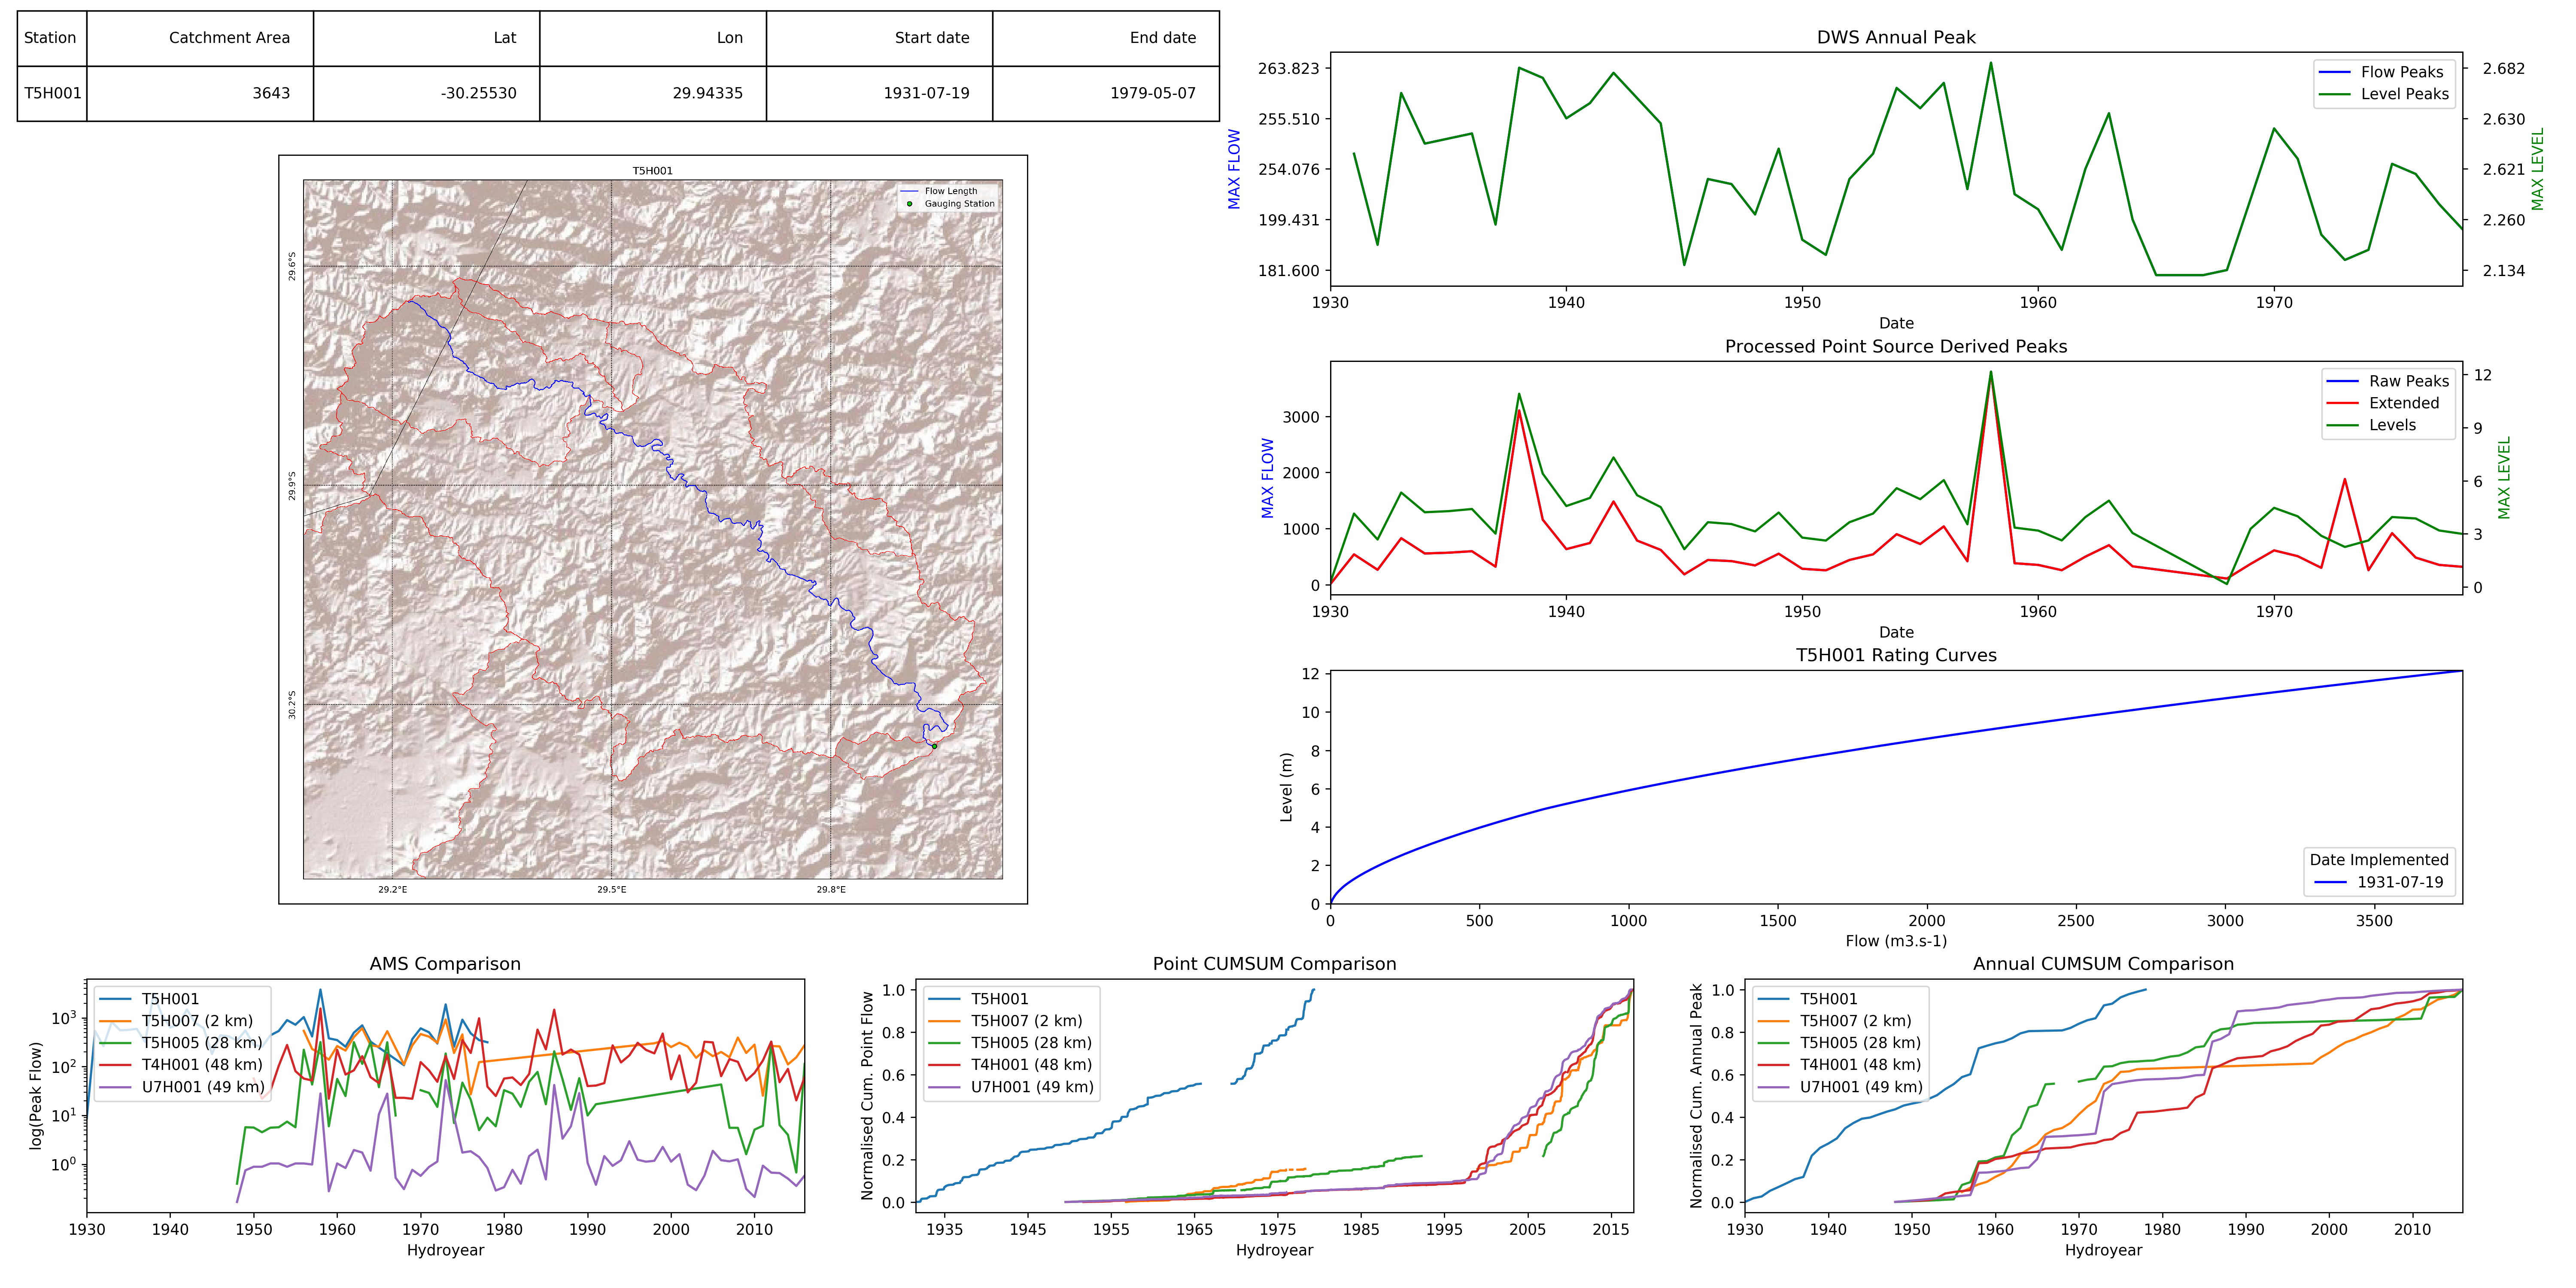 Station Catchment Area Lat Lon Start date End date
T5H001 3643 -30.25530 29.94335 1931-07-19 1979-05-07
T5H001
Flow Length
Gauging Station
29.6°S
29.9°S
30.2°S
29.2°E 29.5°E 29.8°E
DWS Annual Peak
MAX FLOW
263.823
255.510
254.076
199.431
181.600
Flow Peaks
Level Peaks
2.682
2.630
2.621
2.260
2.134
MAX LEVEL
1930 1940 1950 1960 1970
Date
Processed Point Source Derived Peaks
MAX FLOW
3000
2000
1000
0
Raw Peaks
Extended
Levels
12
9
6
3
0
MAX LEVEL
1930 1940 1950 1960 1970
Date
T5H001 Rating Curves
Level (m)
12
10
8
6
4
2
0
Date Implemented
1931-07-19
0 500 1000 1500 2000 2500 3000 3500
Flow (m3.s-1)
AMS Comparison
log(Peak Flow)
10³
10²
10¹
10⁰
T5H001
T5H007 (2 km)
T5H005 (28 km)
T4H001 (48 km)
U7H001 (49 km)
1930 1940 1950 1960 1970 1980 1990 2000 2010
Hydroyear
Point CUMSUM Comparison
Normalised Cum. Point Flow
1.0
0.8
0.6
0.4
0.2
0.0
T5H001
T5H007 (2 km)
T5H005 (28 km)
T4H001 (48 km)
U7H001 (49 km)
1935 1945 1955 1965 1975 1985 1995 2005 2015
Hydroyear
Annual CUMSUM Comparison
Normalised Cum. Annual Peak
1.0
0.8
0.6
0.4
0.2
0.0
T5H001
T5H007 (2 km)
T5H005 (28 km)
T4H001 (48 km)
U7H001 (49 km)
1930 1940 1950 1960 1970 1980 1990 2000 2010
Hydroyear